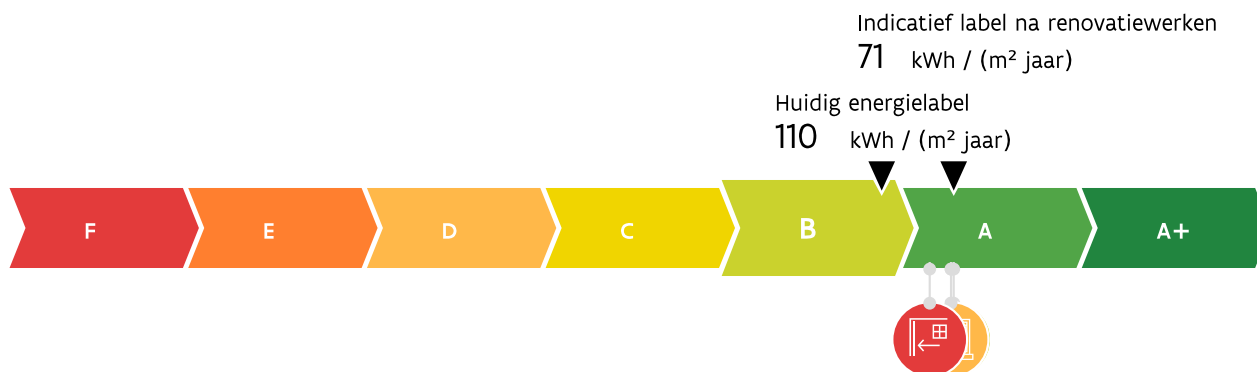 Indicatief label na renovatiewerken
71 kWh / (m² jaar)
Huidig energielabel
110 kWh / (m² jaar)
F E D C B A A+